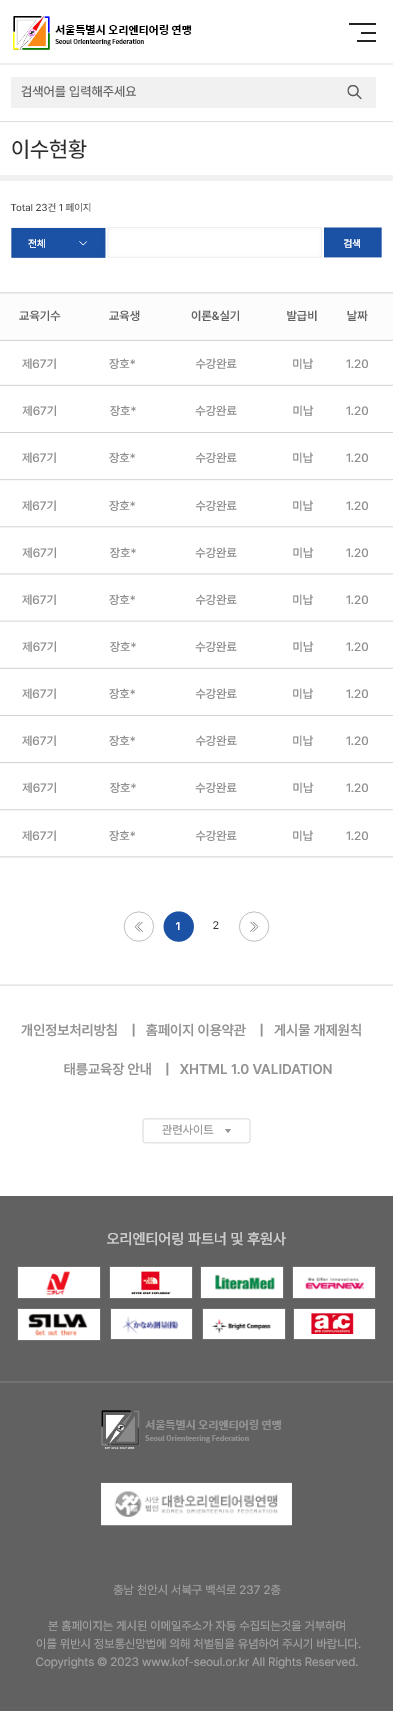 서울특별시 오리엔티어링 연맹
Seoul Orienteering Federation
검색어를 입력해주세요
이수현황
Total 23건 1 페이지
전체 검색
교육기수 교육생 이론&실기 발급비 날짜
제67기 장호* 수강완료 미납 1.20
제67기 장호* 수강완료 미납 1.20
제67기 장호* 수강완료 미납 1.20
제67기 장호* 수강완료 미납 1.20
제67기 장호* 수강완료 미납 1.20
제67기 장호* 수강완료 미납 1.20
제67기 장호* 수강완료 미납 1.20
제67기 장호* 수강완료 미납 1.20
제67기 장호* 수강완료 미납 1.20
제67기 장호* 수강완료 미납 1.20
제67기 장호* 수강완료 미납 1.20
1 2
개인정보처리방침 | 홈페이지 이용약관 | 게시물 개제원칙
태릉교육장 안내 | XHTML 1.0 VALIDATION
관련사이트
오리엔티어링 파트너 및 후원사
ニチレイ
THE NORTH FACE
NEVER STOP EXPLORING
LiteraMed
We Offer Innovations
EVERNEW
SILVA
Get out there
かなめ測量(株)
Bright Compass
arc
서울특별시 오리엔티어링 연맹
Seoul Orienteering Federation
사단법인 대한오리엔티어링연맹
KOREA ORIENTEERING FEDERATION
충남 천안시 서북구 백석로 237 2층
본 홈페이지는 게시된 이메일주소가 자동 수집되는것을 거부하며
이를 위반시 정보통신망법에 의해 처벌됨을 유념하여 주시기 바랍니다.
Copyrights © 2023 www.kof-seoul.or.kr All Rights Reserved.